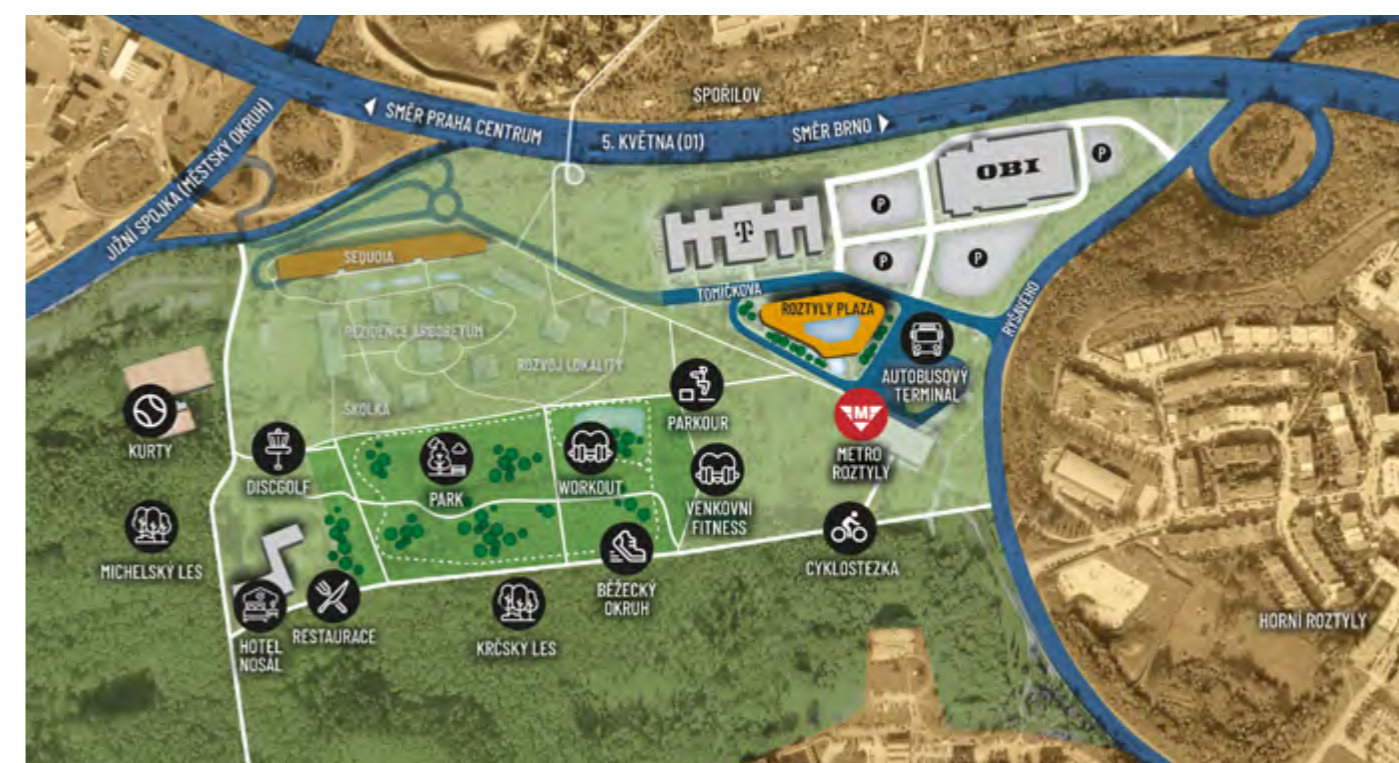 SPOŘILOV
SMĚR PRAHA CENTRUM
5. KVĚTNA (D1)
SMĚR BRNO
JIŽNÍ SPOJKA (MĚSTSKÝ OKRUH)
OBI
P
P
P
P
T
SEQUOIA
TOMÍČKOVA
ROZTYLY PLAZA
RYŠAVÉHO
REZIDENCE ARBORETUM
ROZVOJ LOKALITY
AUTOBUSOVÝ
TERMINÁL
ŠKOLKA
PARKOUR
M
METRO
ROZTYLY
KURTY
DISCGOLF
PARK
WORKOUT
VENKOVNÍ
FITNESS
MICHELSKÝ LES
BĚŽECKÝ
OKRUH
CYKLOSTEZKA
HOTEL
NOSÁL
RESTAURACE
KRČSKÝ LES
HORNÍ ROZTYLY